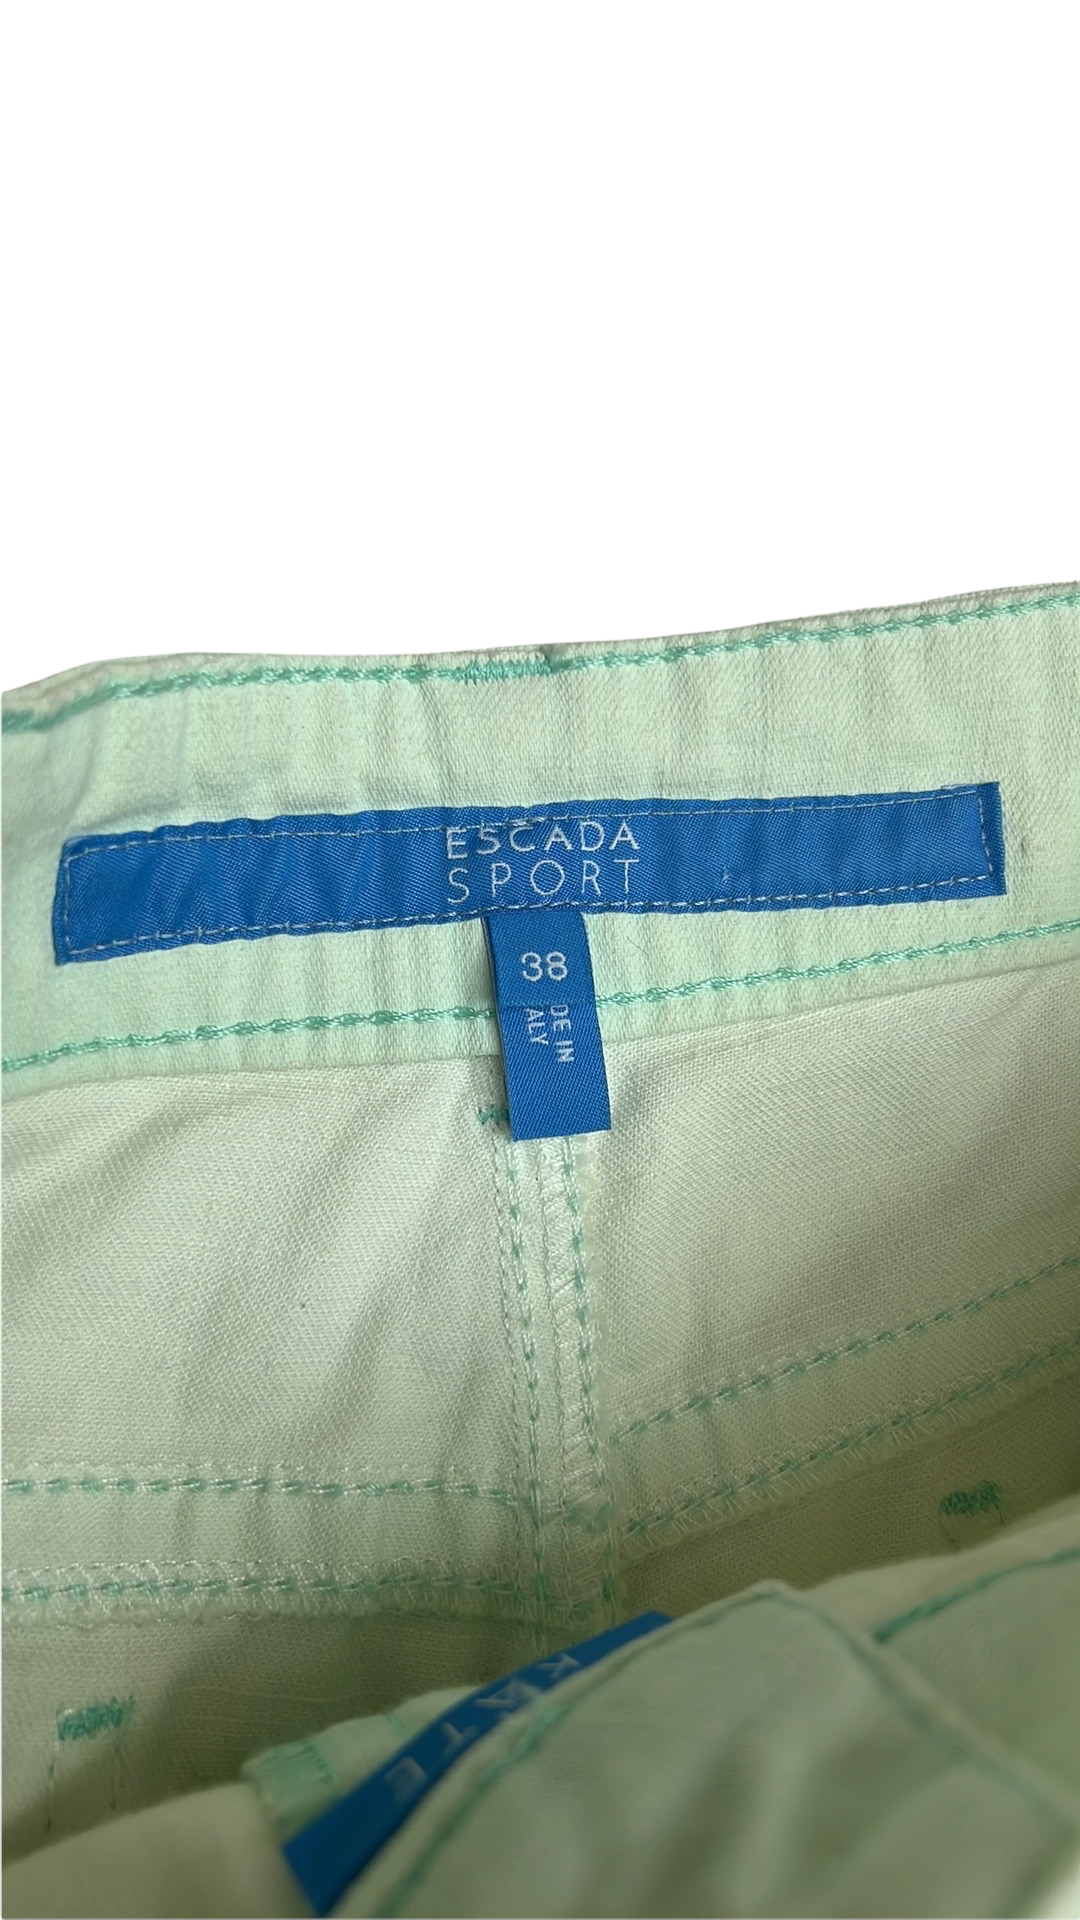 ESCADA
SPORT
38
DE IN
ALY
KATE